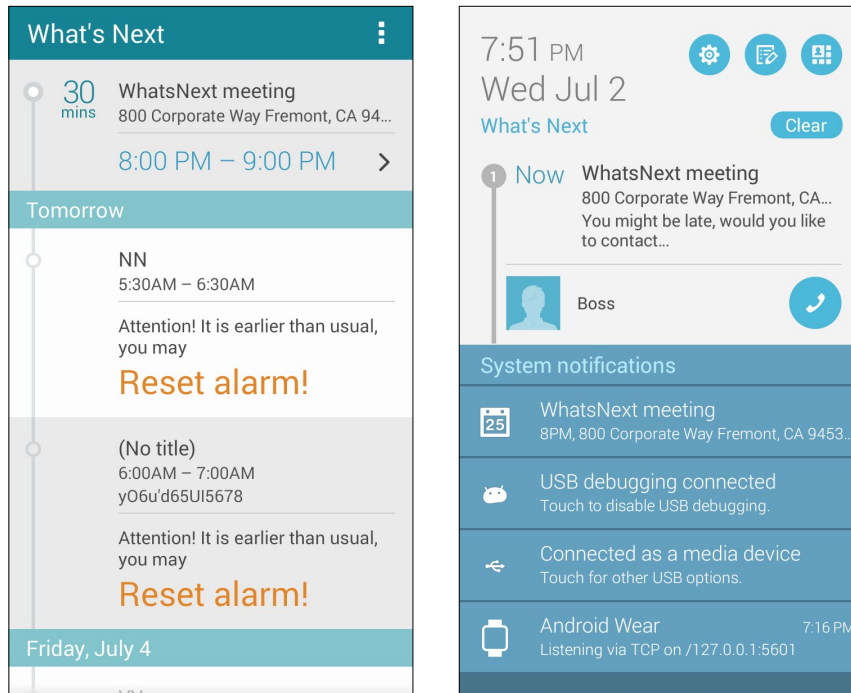 What's Next
30
mins
WhatsNext meeting
800 Corporate Way Fremont, CA 94...
8:00 PM – 9:00 PM
Tomorrow
NN
5:30AM – 6:30AM
Attention! It is earlier than usual,
you may
Reset alarm!
(No title)
6:00AM – 7:00AM
yO6u'd65UI5678
Attention! It is earlier than usual,
you may
Reset alarm!
Friday, July 4
7:51 PM
Wed Jul 2
What's Next
Clear
1
Now
WhatsNext meeting
800 Corporate Way Fremont, CA...
You might be late, would you like
to contact...
Boss
System notifications
25
WhatsNext meeting
8PM, 800 Corporate Way Fremont, CA 9453...
USB debugging connected
Touch to disable USB debugging.
Connected as a media device
Touch for other USB options.
Android Wear
7:16 PM
Listening via TCP on /127.0.0.1:5601